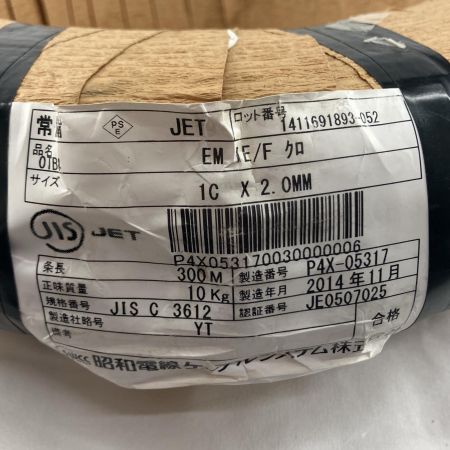 PS E JET ロット番号 1411691893-052
品名 EM IE/F クロ
サイズ 1C X 2.0MM
JIS JET
P4X0531700300000006
条長 300M 製造番号 P4X-05317
正味質量 10Kg 製造年月 2014年11月
規格番号 JIS C 3612 認証番号 JE0507025
製造社略号 YT
備考 合格
SWCC 昭和電線ケーブルシステム株式